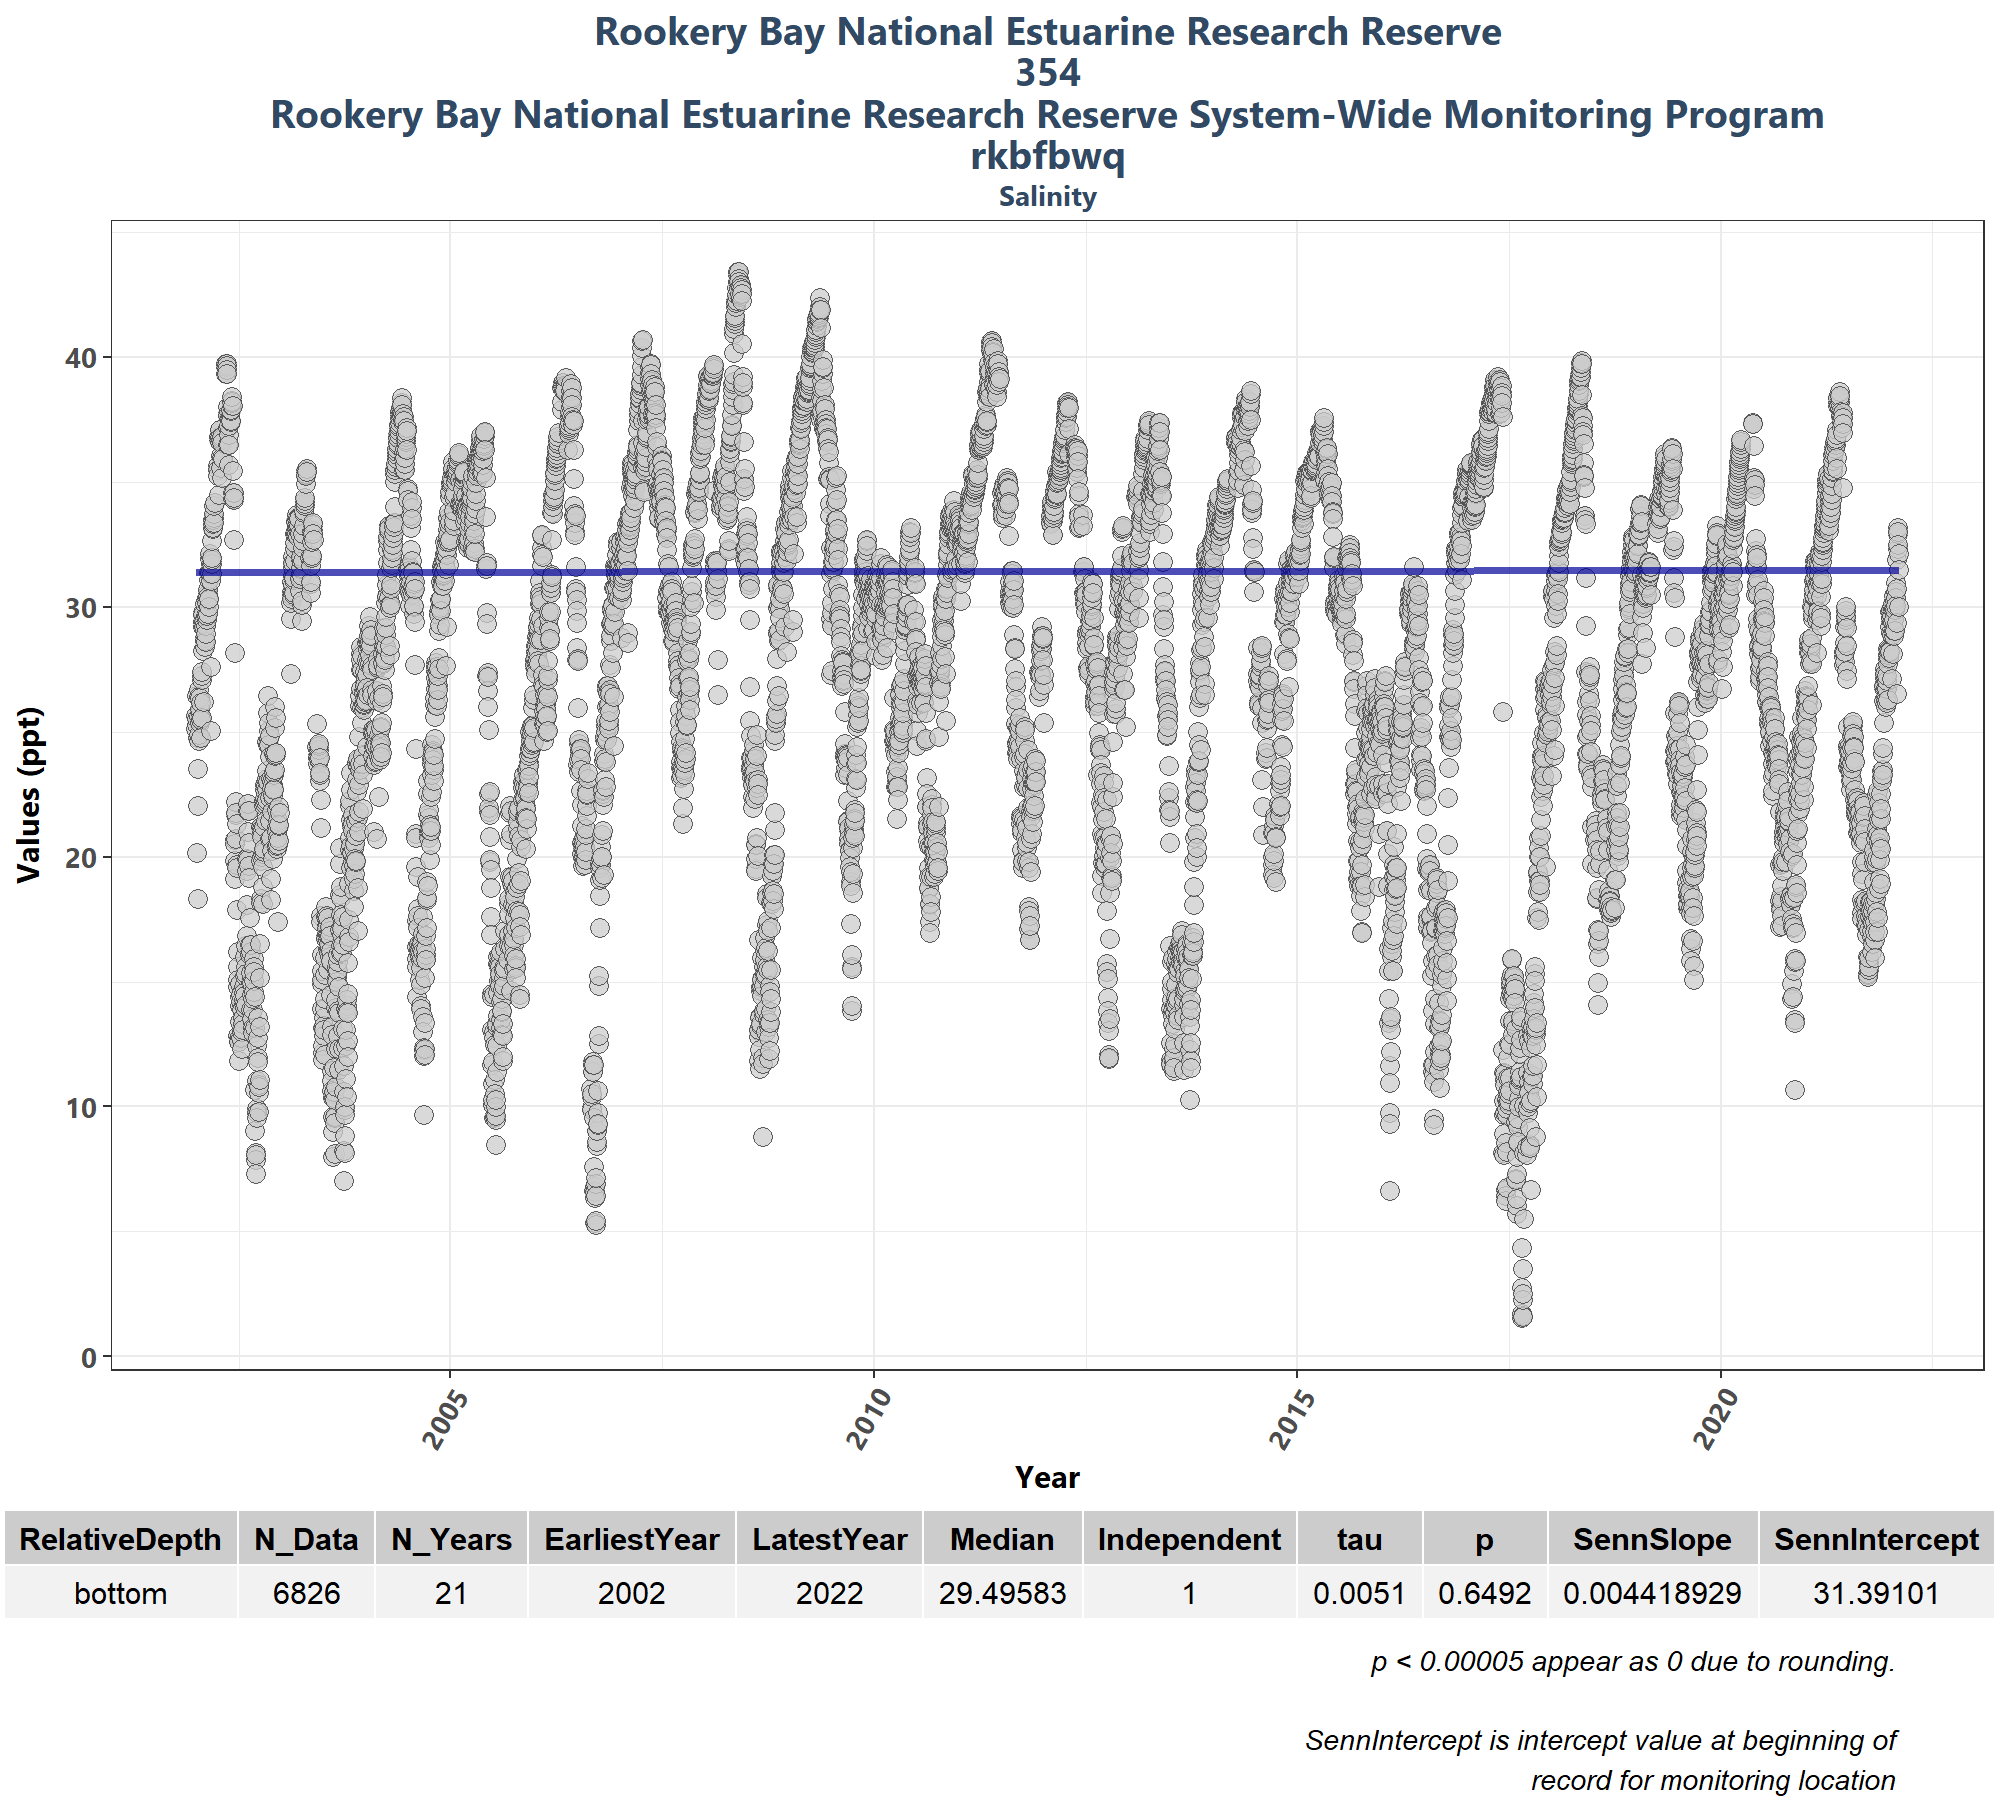 Rookery Bay National Estuarine Research Reserve
354
Rookery Bay National Estuarine Research Reserve System-Wide Monitoring Program
rkbfbwq
Salinity
Values (ppt)
40
30
20
10
0
2005
2010
2015
2020
Year
RelativeDepth N_Data N_Years EarliestYear LatestYear Median Independent tau p SennSlope SennIntercept
bottom 6826 21 2002 2022 29.49583 1 0.0051 0.6492 0.004418929 31.39101
p < 0.00005 appear as 0 due to rounding.
SennIntercept is intercept value at beginning of
record for monitoring location